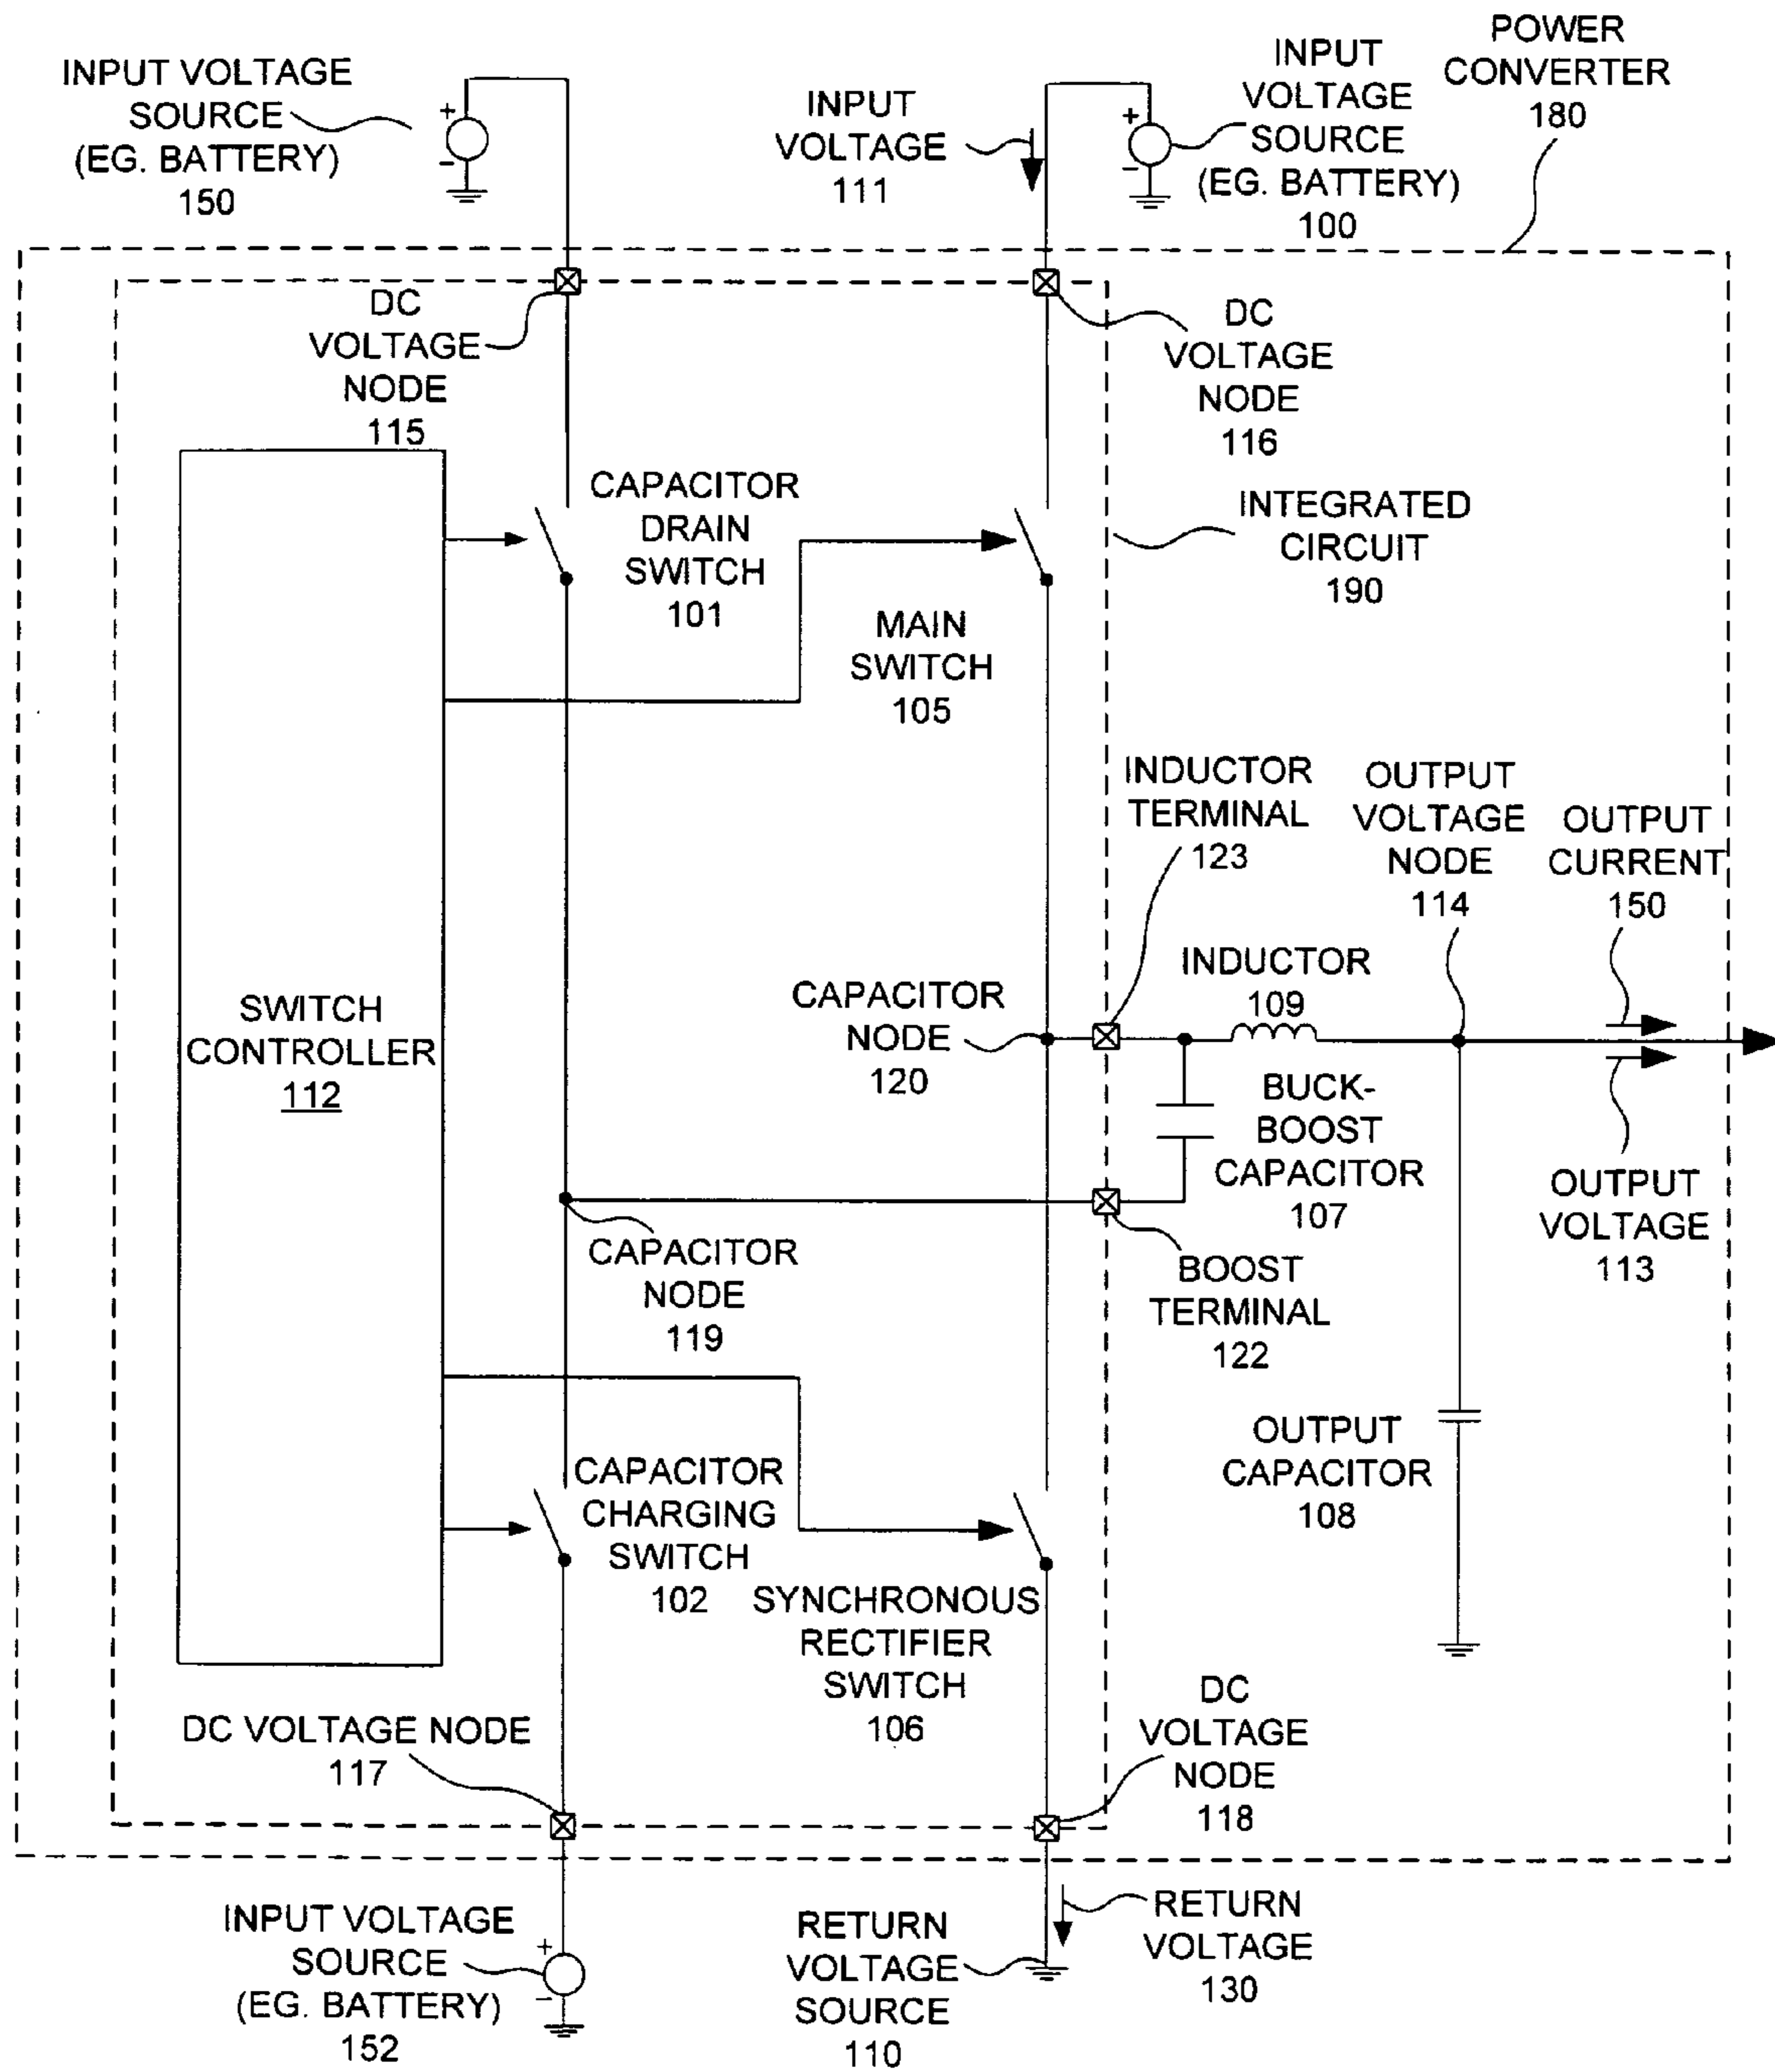 INPUT VOLTAGE
SOURCE
(EG. BATTERY)
150
+
-
INPUT
VOLTAGE
111
+
-
INPUT
VOLTAGE
SOURCE
(EG. BATTERY)
100
POWER
CONVERTER
180
DC
VOLTAGE
NODE
115
DC
VOLTAGE
NODE
116
CAPACITOR
DRAIN
SWITCH
101
MAIN
SWITCH
105
INTEGRATED
CIRCUIT
190
SWITCH
CONTROLLER
112
INDUCTOR
TERMINAL
123
OUTPUT
VOLTAGE
NODE
114
OUTPUT
CURRENT
150
CAPACITOR
NODE
120
INDUCTOR
109
BUCK-
BOOST
CAPACITOR
107
OUTPUT
VOLTAGE
113
CAPACITOR
NODE
119
BOOST
TERMINAL
122
OUTPUT
CAPACITOR
108
CAPACITOR
CHARGING
SWITCH
102
SYNCHRONOUS
RECTIFIER
SWITCH
106
DC VOLTAGE NODE
117
DC
VOLTAGE
NODE
118
INPUT VOLTAGE
SOURCE
(EG. BATTERY)
152
+
-
RETURN
VOLTAGE
SOURCE
110
RETURN
VOLTAGE
130